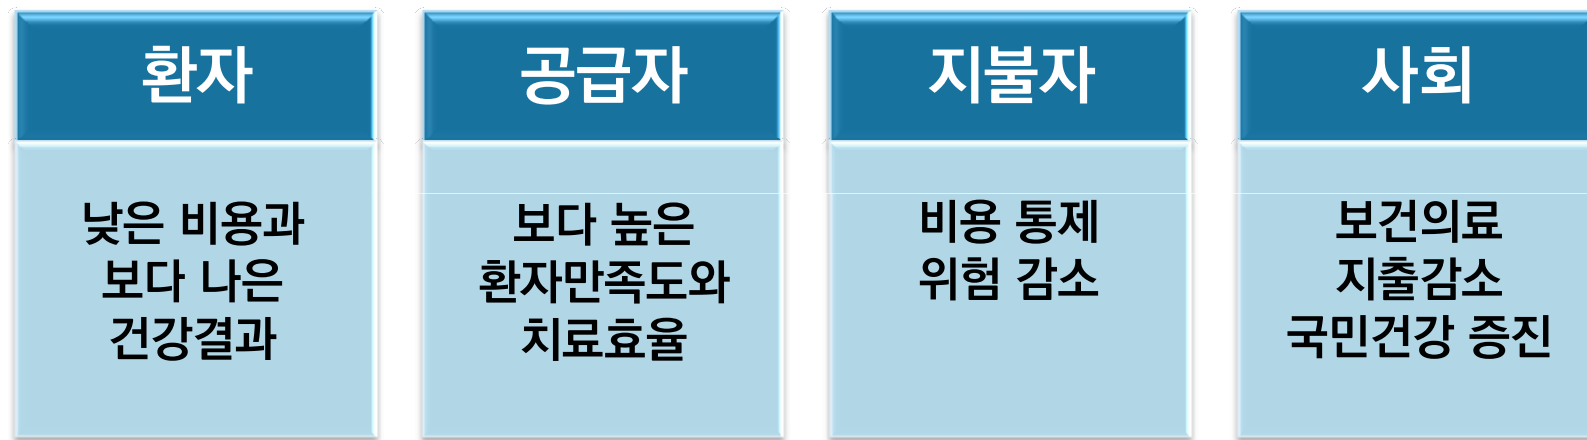 환자
낮은 비용과
보다 나은
건강결과
공급자
보다 높은
환자만족도와
치료효율
지불자
비용 통제
위험 감소
사회
보건의료
지출감소
국민건강 증진